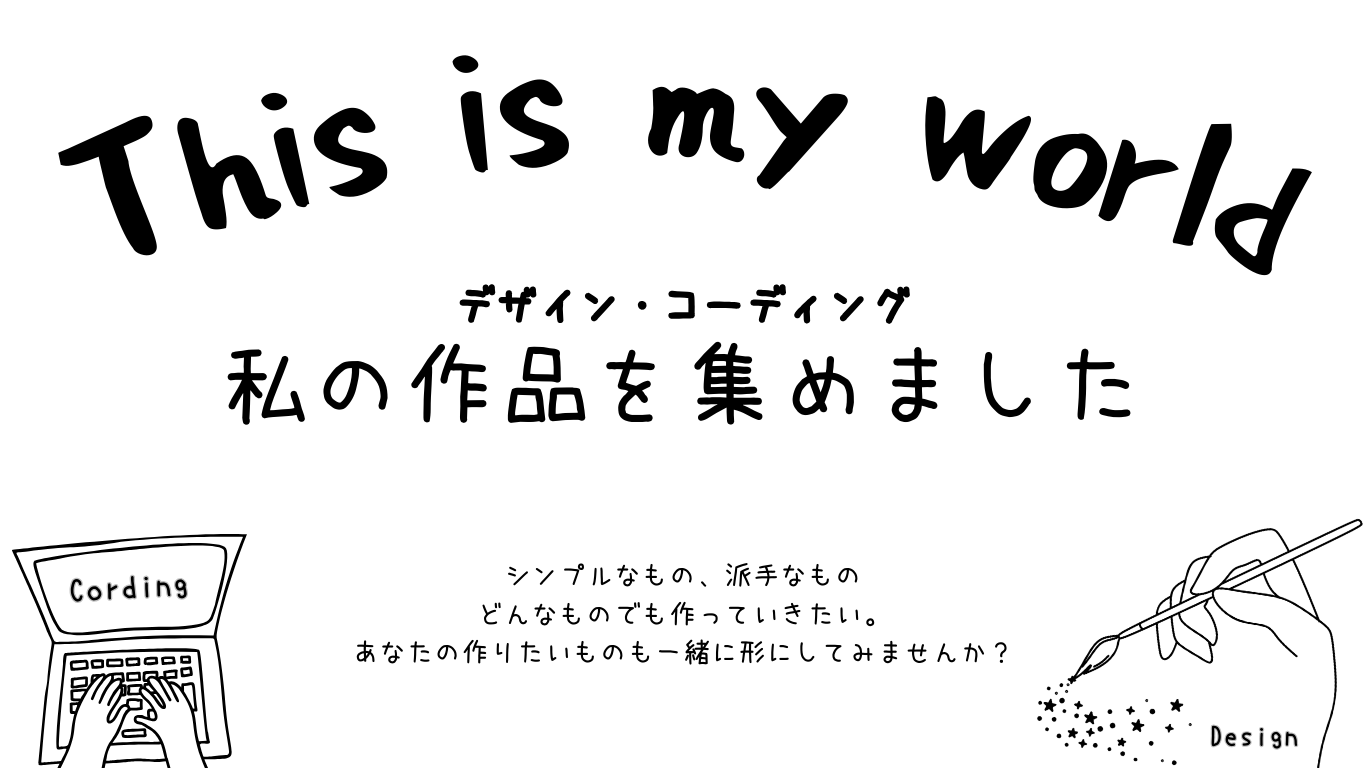 This is my world
デザイン・コーディング
私の作品を集めました
Cording
シンプルなもの、派手なもの
どんなものでも作っていきたい。
あなたの作りたいものも一緒に形にしてみませんか？
Design